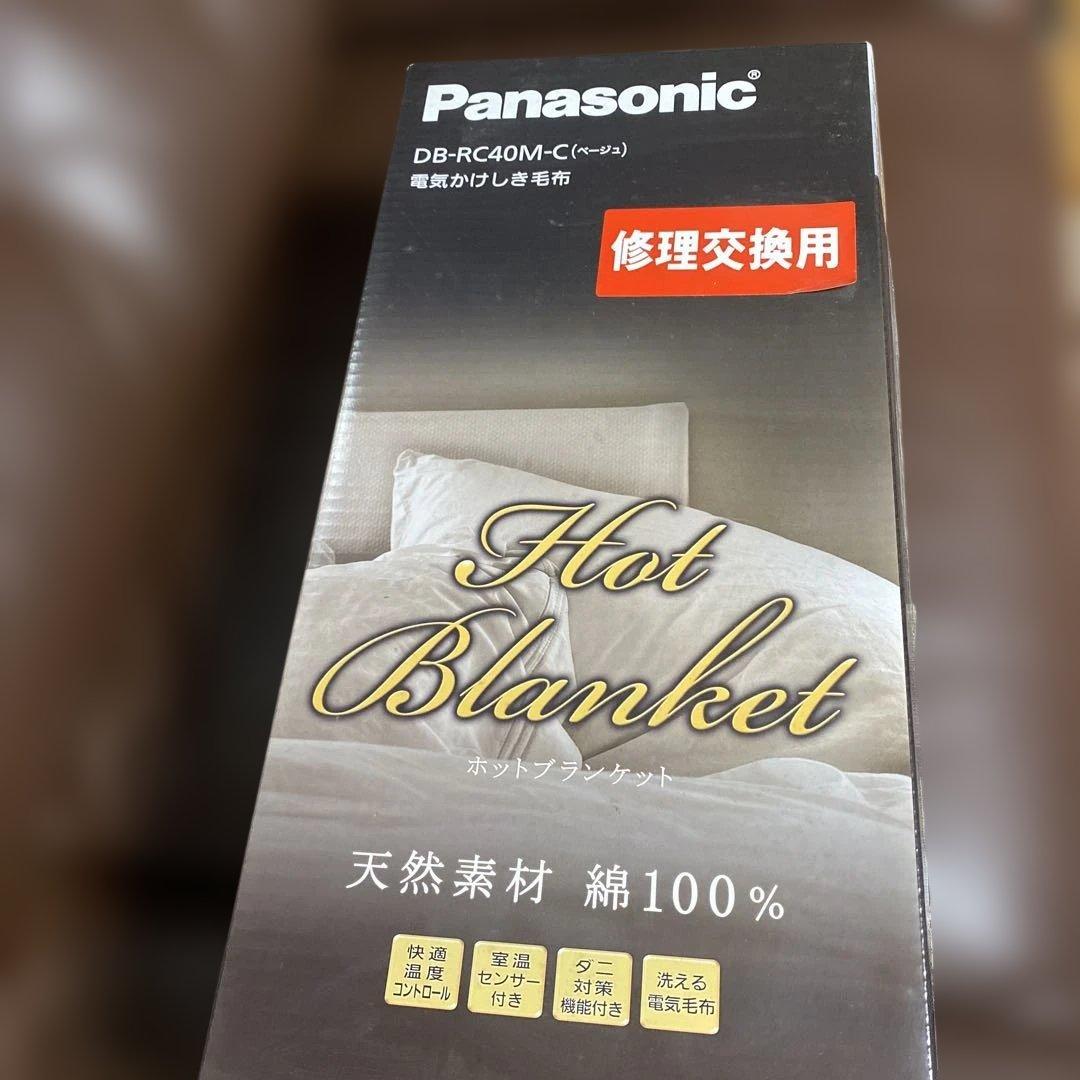 Panasonic®
DB-RC40M-C(ベージュ)
電気かけしき毛布
修理交換用
Hot
Blanket
ホットブランケット
天然素材 綿100%
快適
温度
コントロール
室温
センサー
付き
ダニ
対策
機能付き
洗える
電気毛布